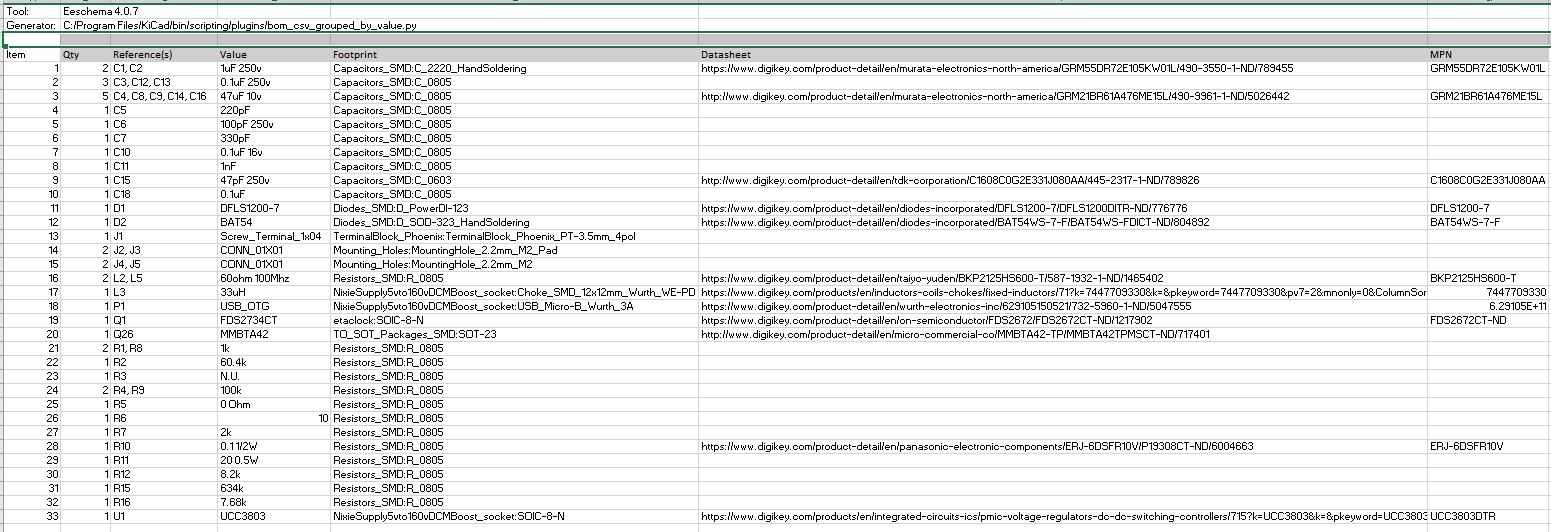 Tool: Eeschema 4.0.7
Generator: C:/Program Files/KiCad/bin/scripting/plugins/bom_csv_grouped_by_value.py
Item Qty Reference(s) Value Footprint Datasheet MPN
1 2 C1, C2 1uF 250v Capacitors_SMD:C_2220_HandSoldering https://www.digikey.com/product-detail/en/murata-electronics-north-america/GRM55DR72E105KW01L/490-3550-1-ND/789455 GRM55DR72E105KW01L
2 3 C3, C12, C13 0.1uF 250v Capacitors_SMD:C_0805
3 5 C4, C8, C9, C14, C16 47uF 10v Capacitors_SMD:C_0805 http://www.digikey.com/product-detail/en/murata-electronics-north-america/GRM21BR61A476ME15L/490-9961-1-ND/5026442 GRM21BR61A476ME15L
4 1 C5 220pF Capacitors_SMD:C_0805
5 1 C6 100pF 250v Capacitors_SMD:C_0805
6 1 C7 330pF Capacitors_SMD:C_0805
7 1 C10 0.1uF 16v Capacitors_SMD:C_0805
8 1 C11 1nF Capacitors_SMD:C_0805
9 1 C15 47pF 250v Capacitors_SMD:C_0603 http://www.digikey.com/product-detail/en/tdk-corporation/C1608C0G2E331J080AA/445-2317-1-ND/789826 C1608C0G2E331J080AA
10 1 C18 0.1uF Capacitors_SMD:C_0805
11 1 D1 DFLS1200-7 Diodes_SMD:D_PowerDI-123 https://www.digikey.com/product-detail/en/diodes-incorporated/DFLS1200-7/DFLS1200DITR-ND/776776 DFLS1200-7
12 1 D2 BAT54 Diodes_SMD:D_SOD-323_HandSoldering https://www.digikey.com/product-detail/en/diodes-incorporated/BAT54WS-7-F/BAT54WS-FDICT-ND/804892 BAT54WS-7-F
13 1 J1 Screw_Terminal_1x04 TerminalBlock_Phoenix:TerminalBlock_Phoenix_PT-3.5mm_4pol
14 2 J2, J3 CONN_01X01 Mounting_Holes:MountingHole_2.2mm_M2_Pad
15 2 J4, J5 CONN_01X01 Mounting_Holes:MountingHole_2.2mm_M2
16 2 L2, L5 60ohm 100Mhz Resistors_SMD:R_0805 https://www.digikey.com/product-detail/en/taiyo-yuden/BKP2125HS600-T/587-1932-1-ND/1465402 BKP2125HS600-T
17 1 L3 33uH NixieSupply5vto160vDCMBoost_socket:Choke_SMD_12x12mm_Wurth_WE-PD https://www.digikey.com/products/en/inductors-coils-chokes/fixed-inductors/71?k=7447709330&k=&pkeyword=7447709330&pv7=2&mnonly=0&ColumnSor 7447709330
18 1 P1 USB_OTG NixieSupply5vto160vDCMBoost_socket:USB_Micro-B_Wurth_3A https://www.digikey.com/product-detail/en/wurth-electronics-inc/629105150521/732-5960-1-ND/5047555 6.29105E+11
19 1 Q1 FDS2734CT etaclock:SOIC-8-N https://www.digikey.com/product-detail/en/on-semiconductor/FDS2672/FDS2672CT-ND/1217902 FDS2672CT-ND
20 1 Q26 MMBTA42 TO_SOT_Packages_SMD:SOT-23 http://www.digikey.com/product-detail/en/micro-commercial-co/MMBTA42-TP/MMBTA42TPMSCT-ND/717401
21 2 R1, R8 1k Resistors_SMD:R_0805
22 1 R2 60.4k Resistors_SMD:R_0805
23 1 R3 N.U. Resistors_SMD:R_0805
24 2 R4, R9 100k Resistors_SMD:R_0805
25 1 R5 0 Ohm Resistors_SMD:R_0805
26 1 R6 10 Resistors_SMD:R_0805
27 1 R7 2k Resistors_SMD:R_0805
28 1 R10 0.1 1/2W Resistors_SMD:R_0805 https://www.digikey.com/product-detail/en/panasonic-electronic-components/ERJ-6DSFR10V/P19308CT-ND/6004663 ERJ-6DSFR10V
29 1 R11 20 0.5W Resistors_SMD:R_0805
30 1 R12 8.2k Resistors_SMD:R_0805
31 1 R15 634k Resistors_SMD:R_0805
32 1 R16 7.68k Resistors_SMD:R_0805
33 1 U1 UCC3803 NixieSupply5vto160vDCMBoost_socket:SOIC-8-N https://www.digikey.com/products/en/integrated-circuits-ics/pmic-voltage-regulators-dc-dc-switching-controllers/715?k=UCC3803&k=&pkeyword=UCC3803 UCC3803DTR